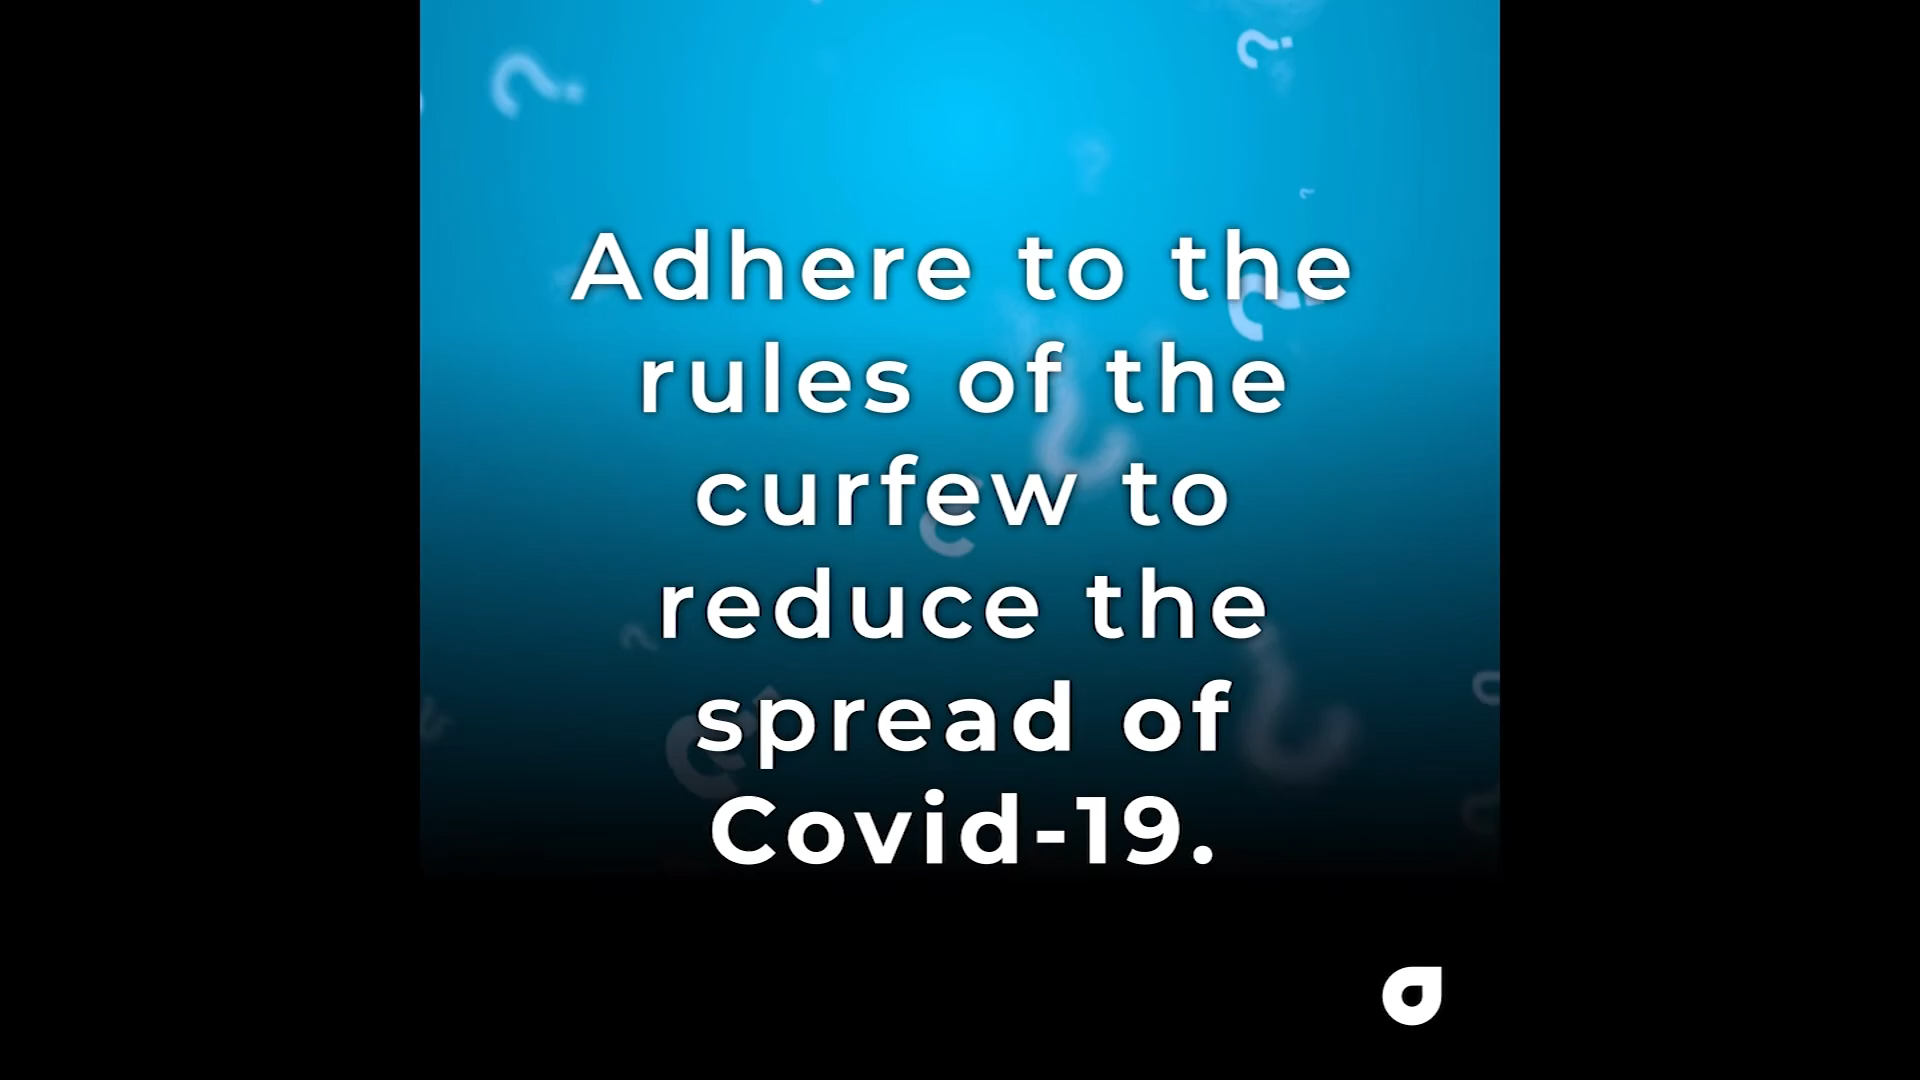 Adhere to the
rules of the
curfew to
reduce the
spread of
Covid-19.